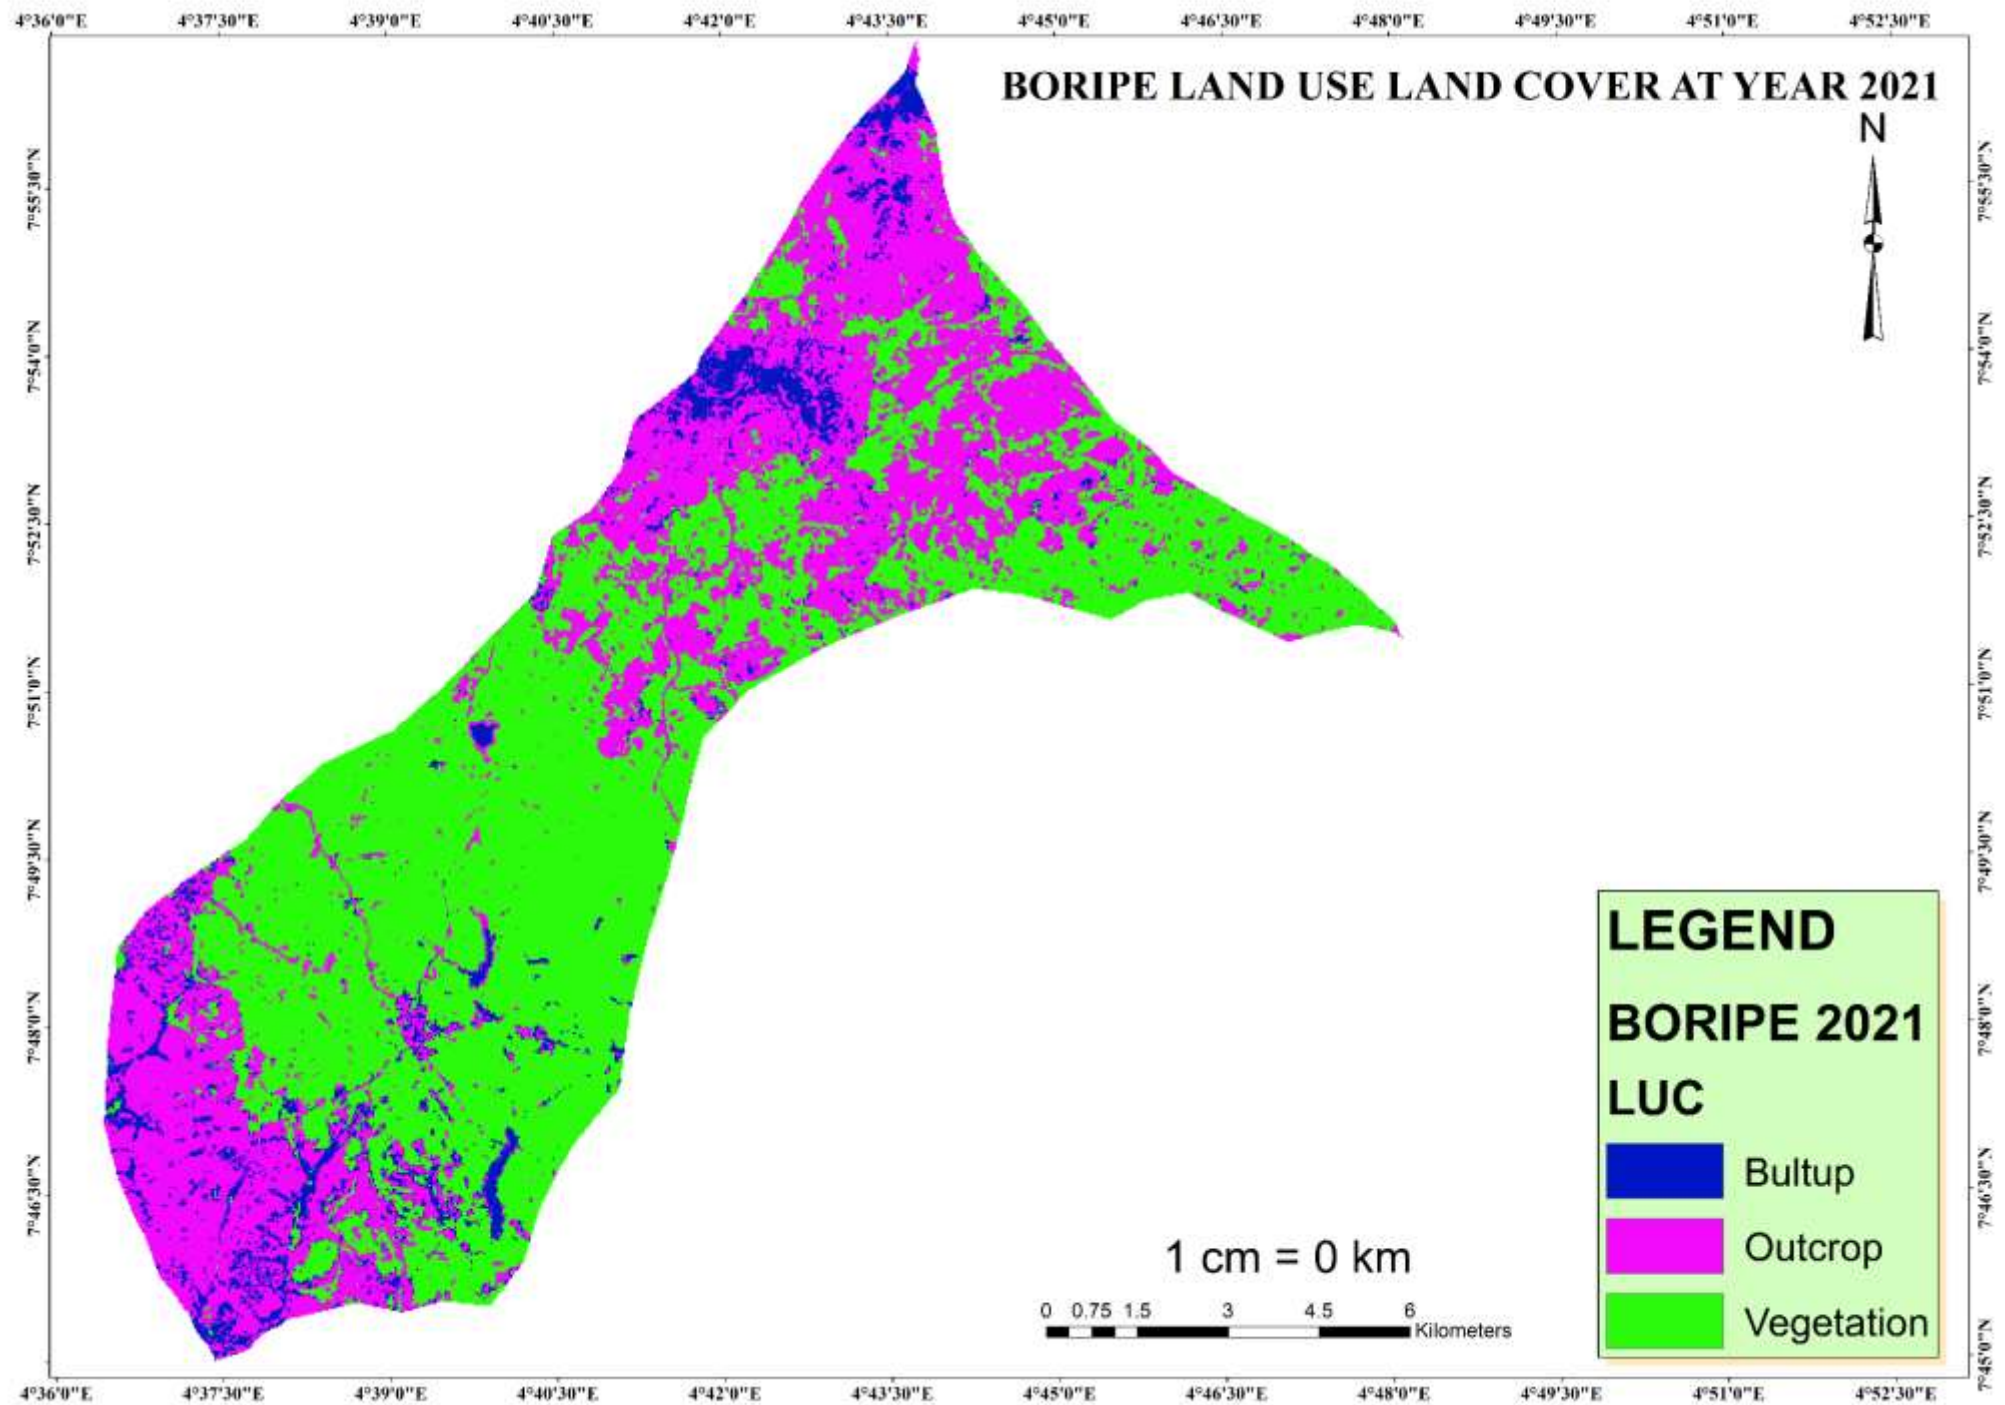 4°36'0"E 4°37'30"E 4°39'0"E 4°40'30"E 4°42'0"E 4°43'30"E 4°45'0"E 4°46'30"E 4°48'0"E 4°49'30"E 4°51'0"E 4°52'30"E
BORIPE LAND USE LAND COVER AT YEAR 2021
N
7°55'30"N 7°55'30"N
7°54'0"N 7°54'0"N
7°52'30"N 7°52'30"N
7°51'0"N 7°51'0"N
7°49'30"N 7°49'30"N
LEGEND
BORIPE 2021
7°48'0"N 7°48'0"N
LUC
Bultup
7°46'30"N 7°46'30"N
Outcrop
1 cm = 0 km
0 0.75 1.5 3 4.5 6
Kilometers
Vegetation
7°45'0"N
4°36'0"E 4°37'30"E 4°39'0"E 4°40'30"E 4°42'0"E 4°43'30"E 4°45'0"E 4°46'30"E 4°48'0"E 4°49'30"E 4°51'0"E 4°52'30"E